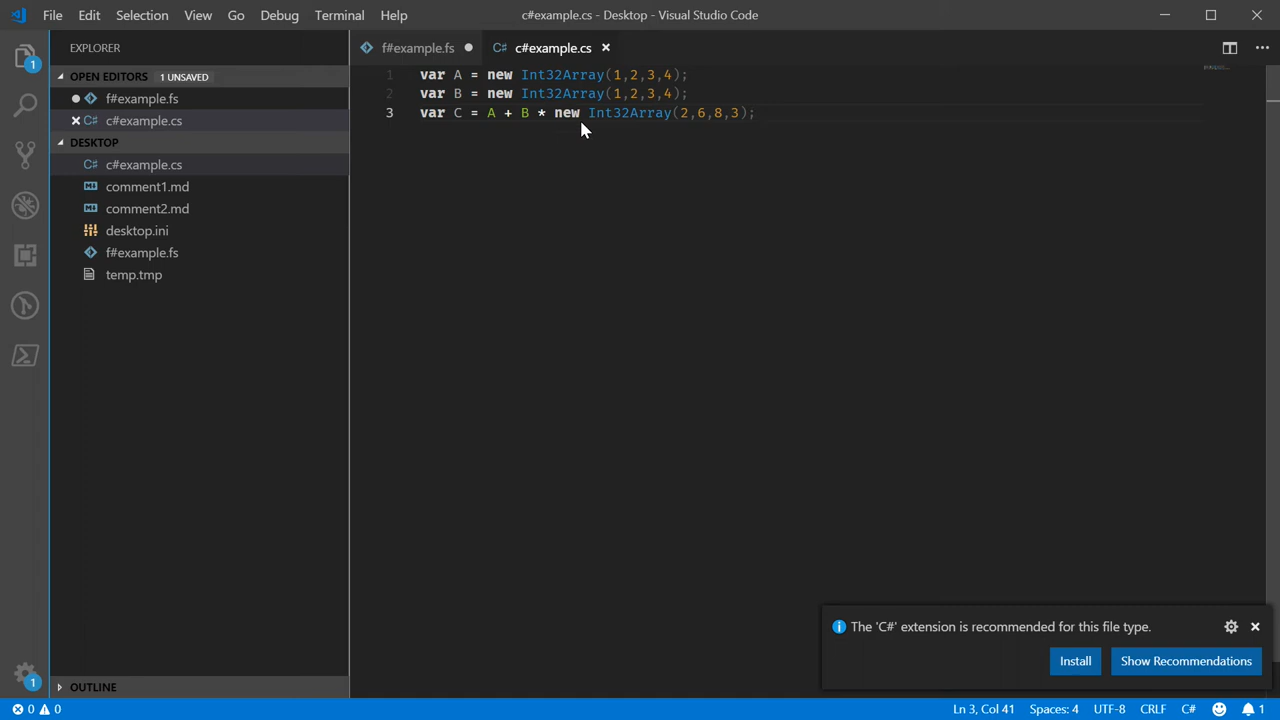 File Edit Selection View Go Debug Terminal Help c#example.cs - Desktop - Visual Studio Code
EXPLORER
f#example.fs
C# c#example.cs
OPEN EDITORS 1 UNSAVED
f#example.fs
C# c#example.cs
DESKTOP
C# c#example.cs
comment1.md
comment2.md
desktop.ini
f#example.fs
temp.tmp
OUTLINE
1
1
1 var A = new Int32Array(1,2,3,4);
2 var B = new Int32Array(1,2,3,4);
3 var C = A + B * new Int32Array(2,6,8,3);
The 'C#' extension is recommended for this file type.
Install Show Recommendations
0 0 Ln 3, Col 41 Spaces: 4 UTF-8 CRLF C# 1